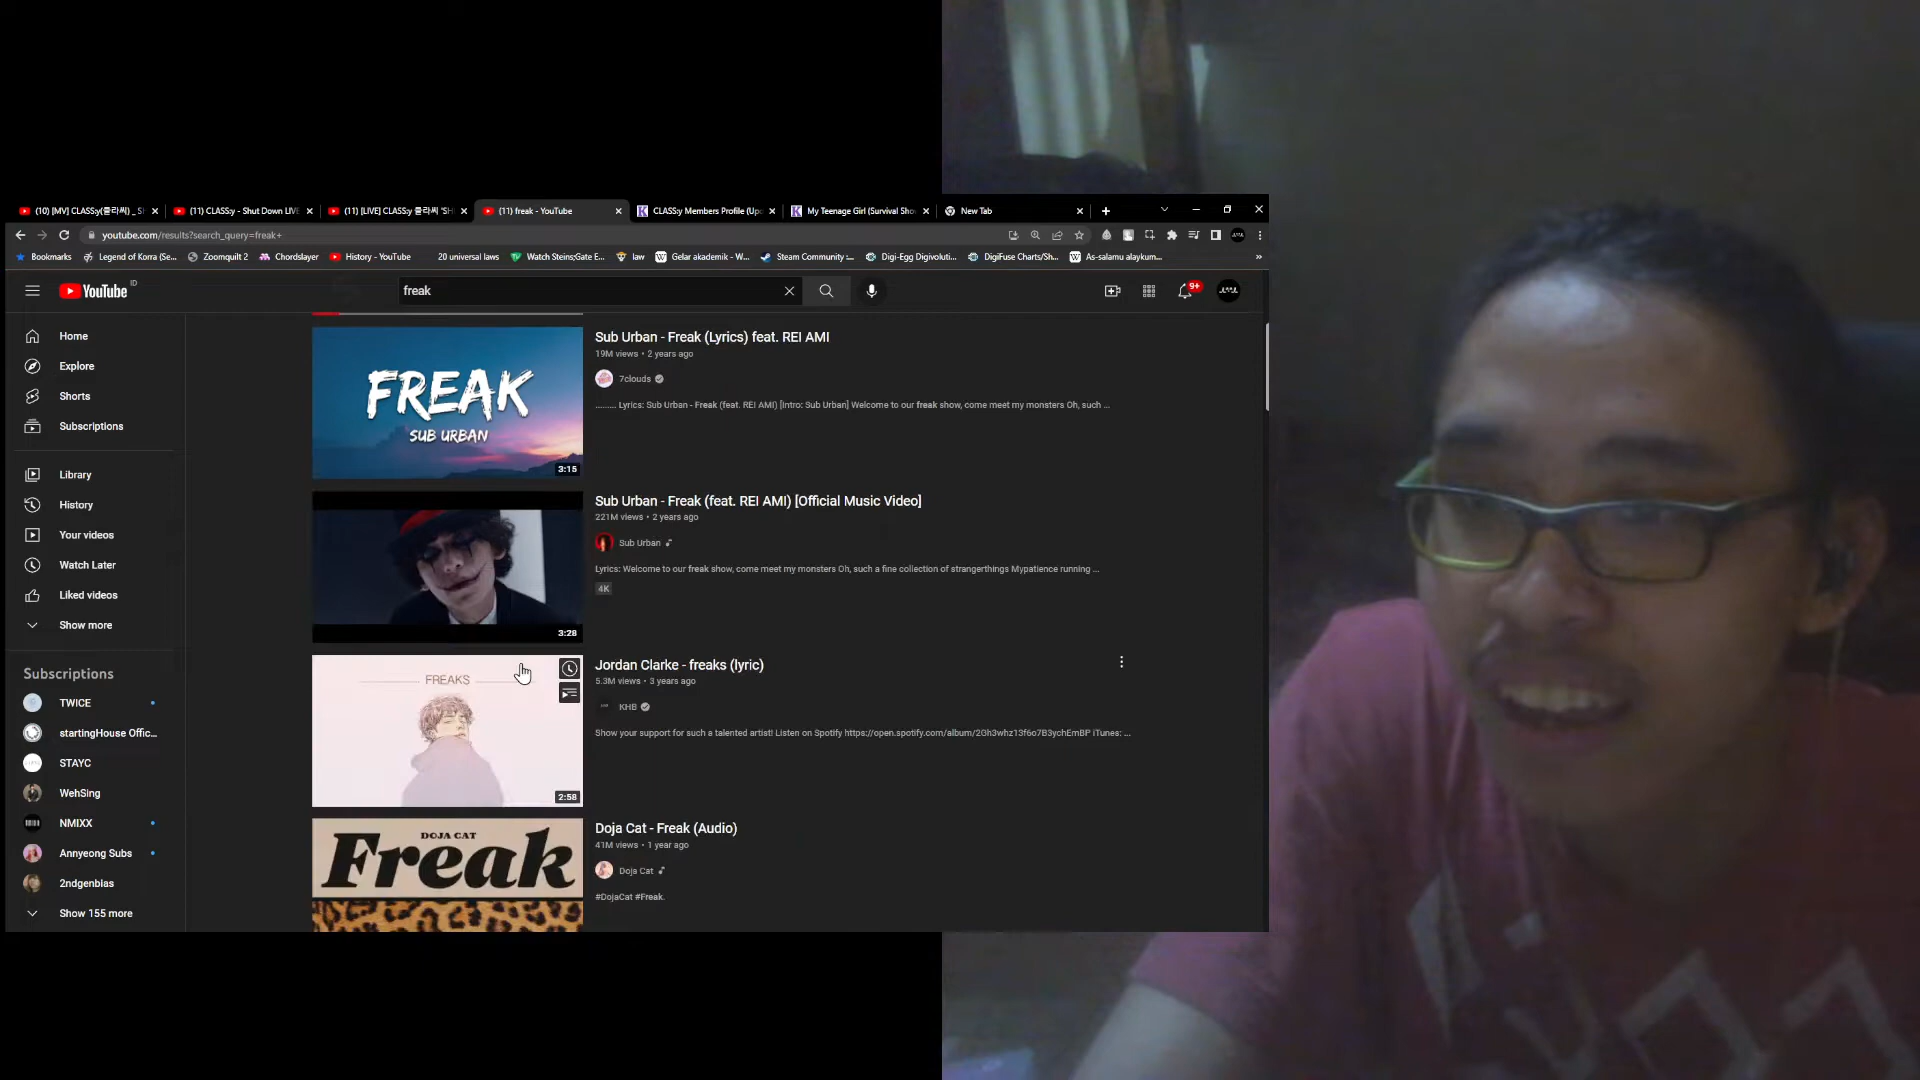 (10) [MV] CLASS:y(클라씨) _ S
(11) CLASS:y - Shut Down LIVE
(11) [LIVE] CLASS:y 클라씨 'SH
(11) freak - YouTube
CLASS:y Members Profile (Up
My Teenage Girl (Survival Sho
New Tab
youtube.com/results?search_query=freak+
Bookmarks
Legend of Korra (Se...
Zoomquilt 2
Chordslayer
History - YouTube
20 universal laws
Watch Steins;Gate E...
law
Gelar akademik - W...
Steam Community :...
Digi-Egg Digivoluti...
DigiFuse Charts/Sh...
As-salamu alaykum...
»
YouTube ID
freak
9+
Home
Explore
Shorts
Subscriptions
Library
History
Your videos
Watch Later
Liked videos
Show more
Subscriptions
TWICE
startingHouse Offic...
STAYC
WehSing
NMIXX
Annyeong Subs
2ndgenbias
Show 155 more
FREAK
SUB URBAN
3:15
Sub Urban - Freak (Lyrics) feat. REI AMI
19M views • 2 years ago
7clouds
......... Lyrics: Sub Urban - Freak (feat. REI AMI) [Intro: Sub Urban] Welcome to our freak show, come meet my monsters Oh, such ...
3:28
Sub Urban - Freak (feat. REI AMI) [Official Music Video]
221M views • 2 years ago
Sub Urban
Lyrics: Welcome to our freak show, come meet my monsters Oh, such a fine collection of strangerthings Mypatience running ...
4K
FREAKS
2:58
Jordan Clarke - freaks (lyric)
5.3M views • 3 years ago
KHB
Show your support for such a talented artist! Listen on Spotify https://open.spotify.com/album/2Gh3whz13f6o7B3ychEmBP iTunes: ...
DOJA CAT
Freak
Doja Cat - Freak (Audio)
41M views • 1 year ago
Doja Cat
#DojaCat #Freak.